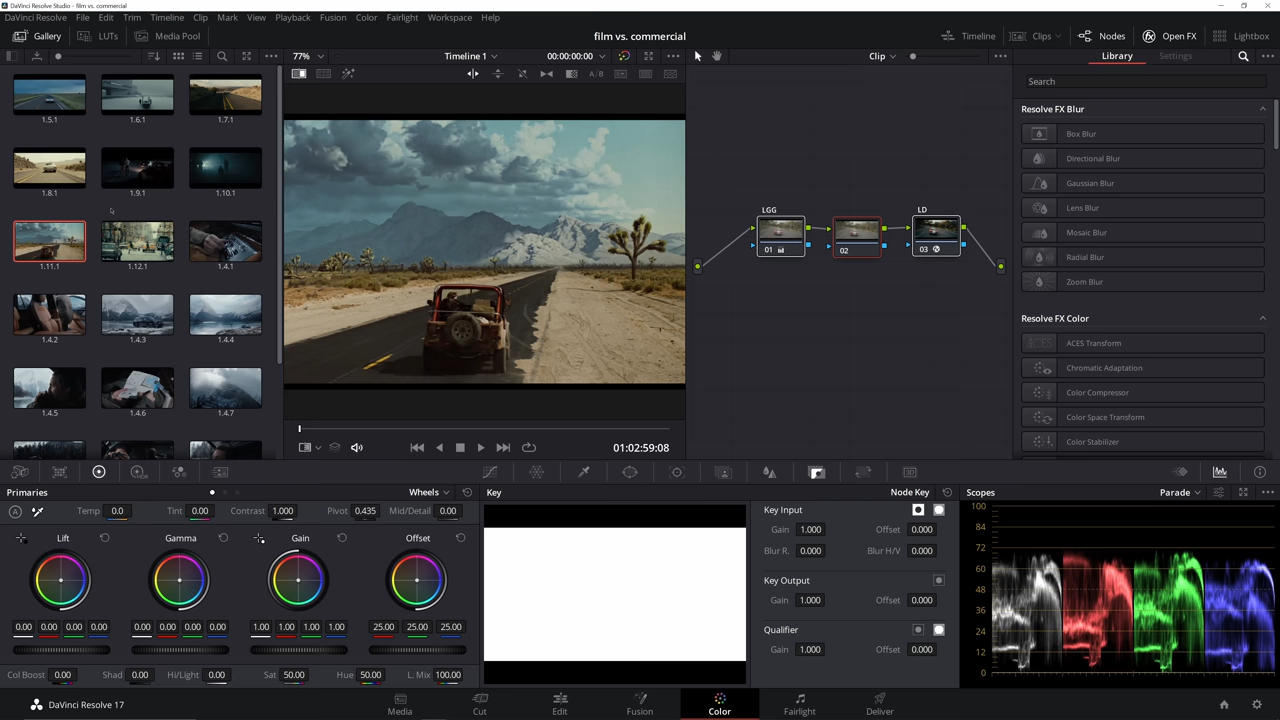 DaVinci Resolve Studio - film vs. commercial
DaVinci Resolve File Edit Trim Timeline Clip Mark View Playback Fusion Color Fairlight Workspace Help
Gallery LUTs Media Pool film vs. commercial Timeline Clips Nodes Open FX Lightbox
77% Timeline 1 00:00:00:00 Clip Library Settings
A/B
Search
1.5.1 1.6.1 1.7.1
Resolve FX Blur
Box Blur
Directional Blur
Gaussian Blur
Lens Blur
Mosaic Blur
Radial Blur
Zoom Blur
1.8.1 1.9.1 1.10.1
LGG LD
01 02 03
1.11.1 1.12.1 1.4.1
Resolve FX Color
ACES Transform
Chromatic Adaptation
Color Compressor
Color Space Transform
Color Stabilizer
1.4.2 1.4.3 1.4.4
1.4.5 1.4.6 1.4.7
01:02:59:08
Primaries Wheels Key Node Key Scopes Parade
A Temp 0.0 Tint 0.00 Contrast 1.000 Pivot 0.435 Mid/Detail 0.00
Lift Gamma Gain Offset
0.00 0.00 0.00 0.00 0.00 0.00 0.00 0.00 1.00 1.00 1.00 1.00 25.00 25.00 25.00
Col Boost 0.00 Shad 0.00 Hi/Light 0.00 Sat 50.00 Hue 50.00 L. Mix 100.00
Key Input
Gain 1.000 Offset 0.000
Blur R. 0.000 Blur H/V 0.000
Key Output
Gain 1.000 Offset 0.000
Qualifier
Gain 1.000 Offset 0.000
100
84
72
60
48
36
24
12
0
DaVinci Resolve 17 Media Cut Edit Fusion Color Fairlight Deliver